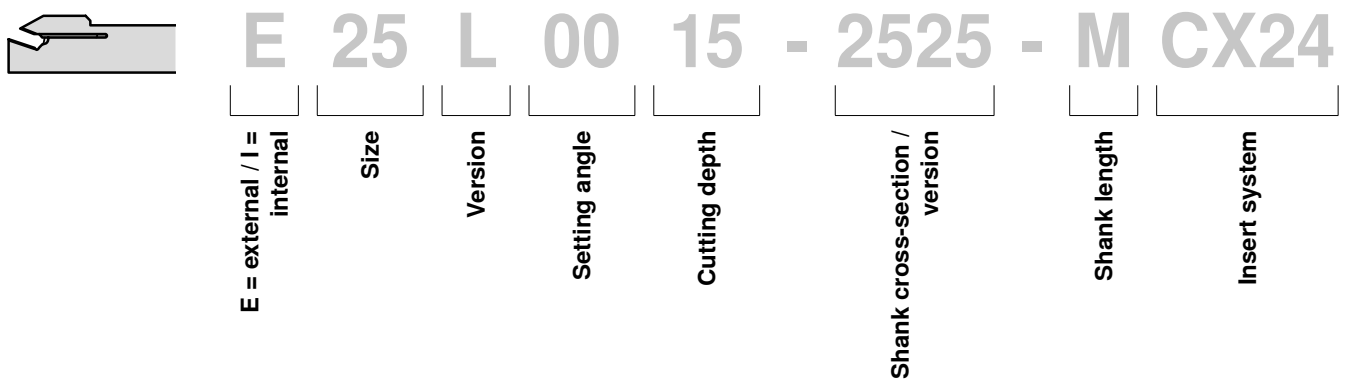 E 25 L 00 15 - 2525 - M CX24
E = external / I =
internal
Size
Version
Setting angle
Cutting depth
Shank cross-section /
version
Shank length
Insert system